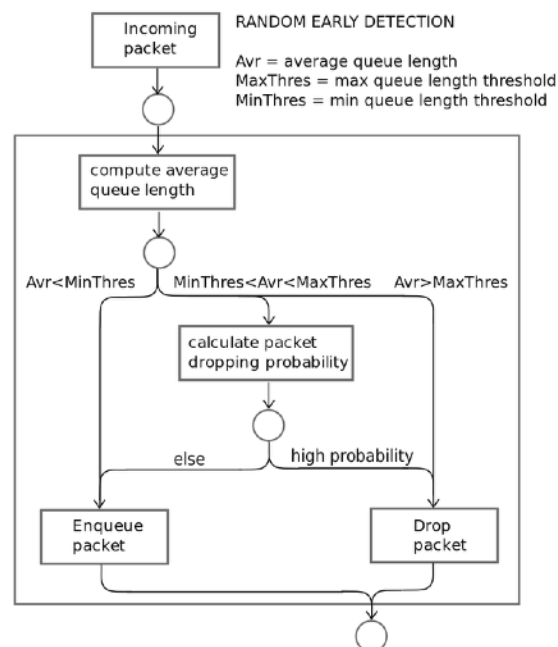 Incoming
packet
RANDOM EARLY DETECTION
Avr = average queue length
MaxThres = max queue length threshold
MinThres = min queue length threshold
compute average
queue length
Avr<MinThres
MinThres<Avr<MaxThres
Avr>MaxThres
calculate packet
dropping probability
else
high probability
Enqueue
packet
Drop
packet